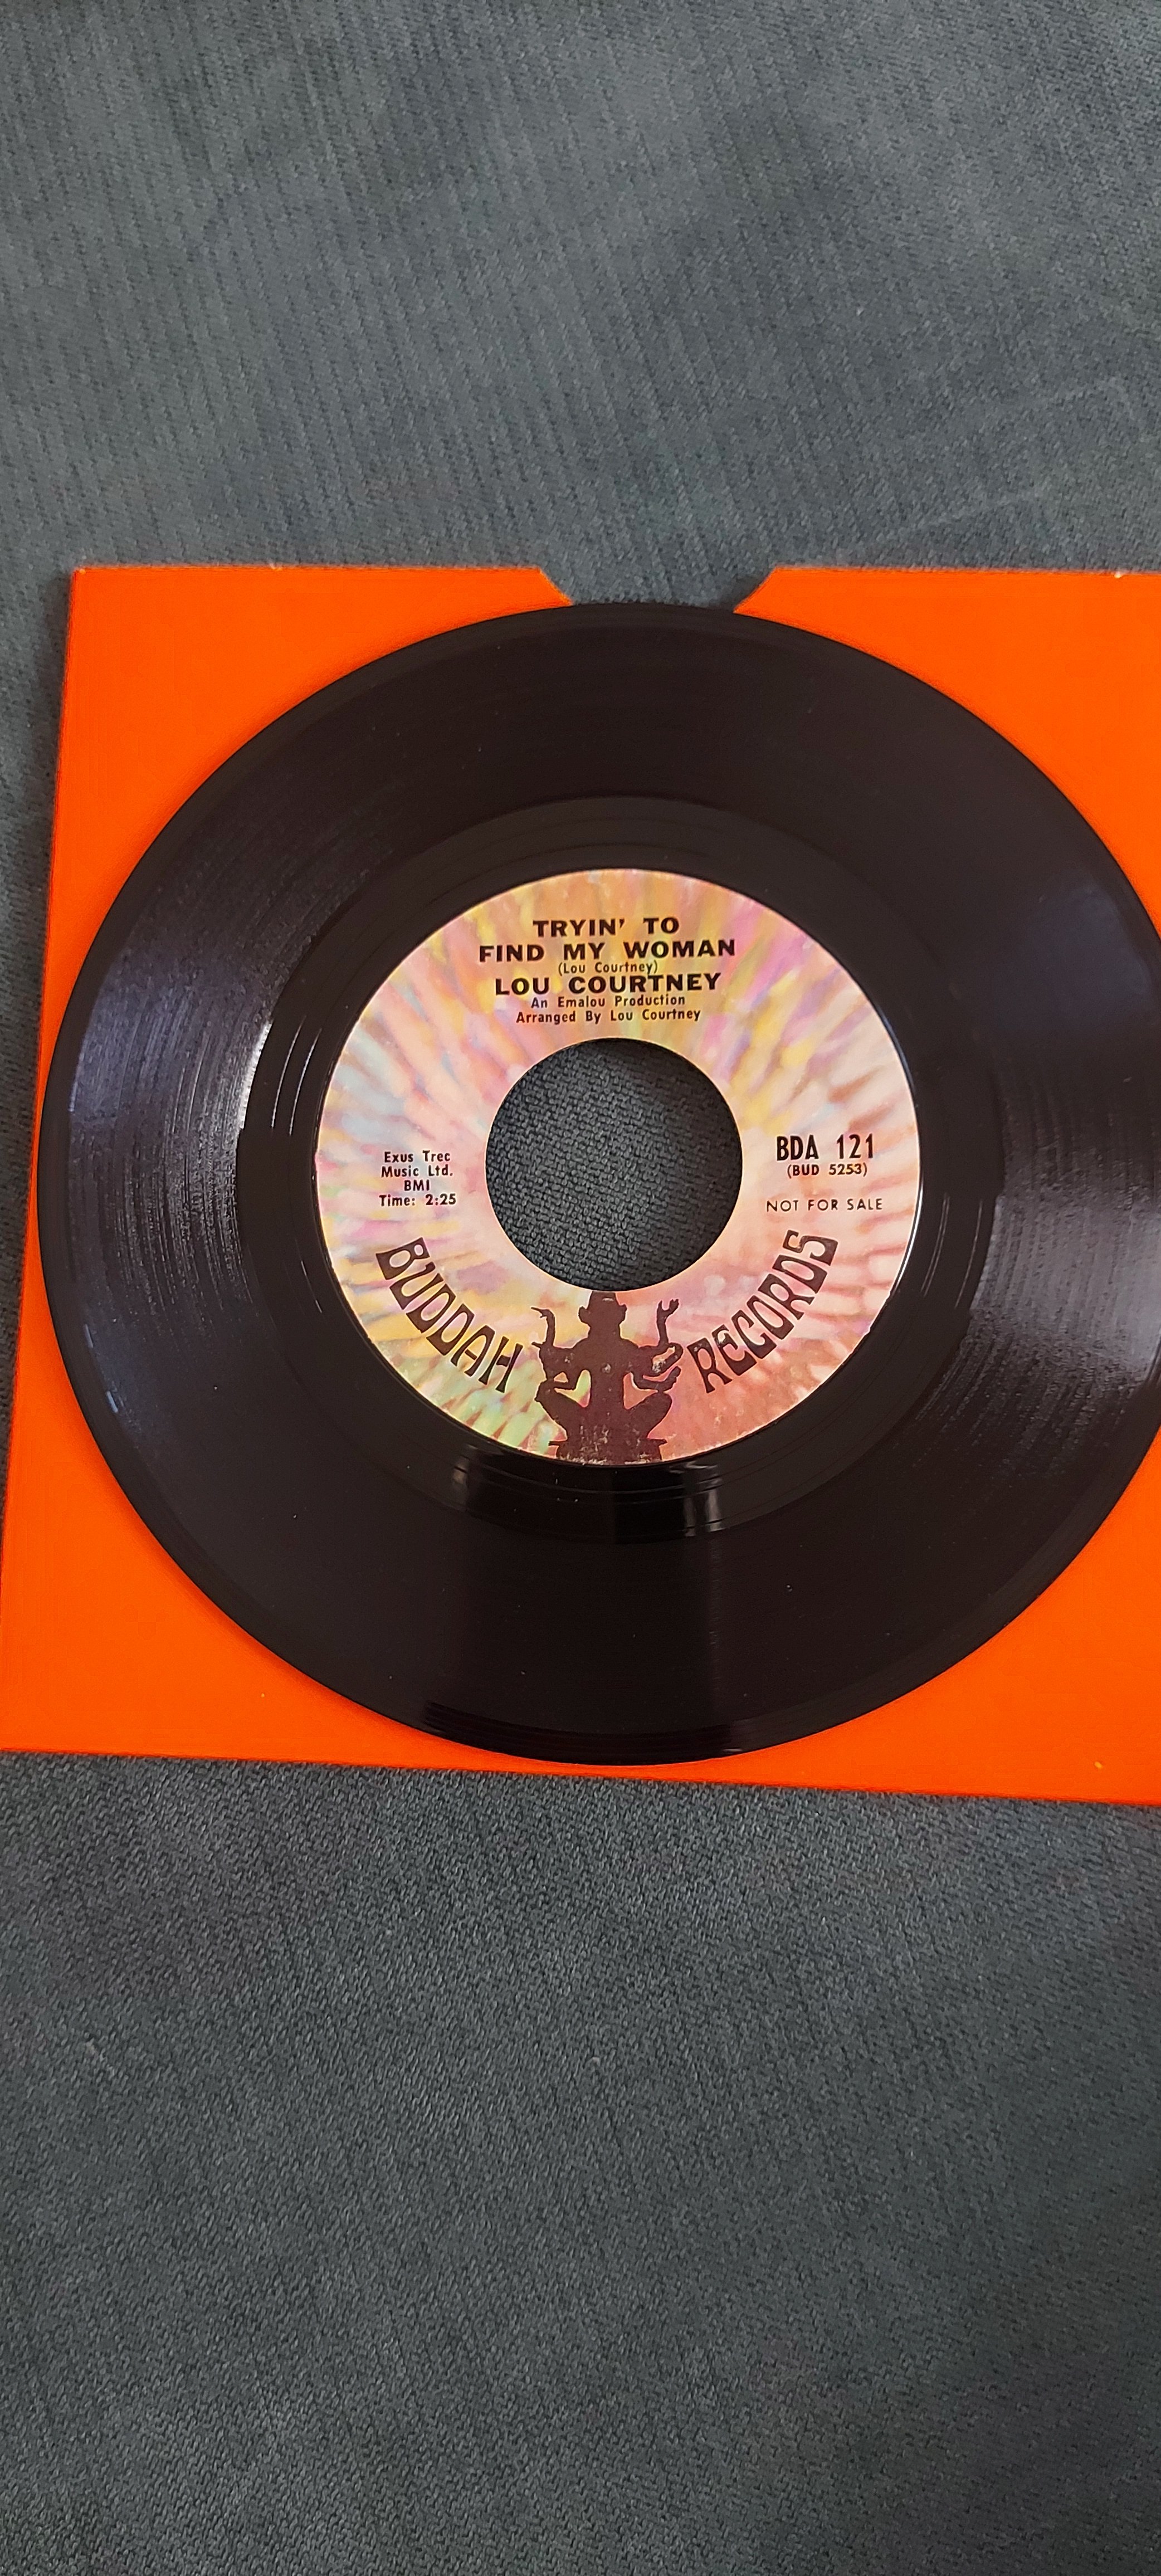 TRYIN' TO
FIND MY WOMAN
(Lou Courtney)
LOU COURTNEY
An Emalou Production
Arranged By Lou Courtney
Exus Trec
Music Ltd.
BMI
Time: 2:25
BDA 121
(BUD 5253)
NOT FOR SALE
BUDDAH RECORDS